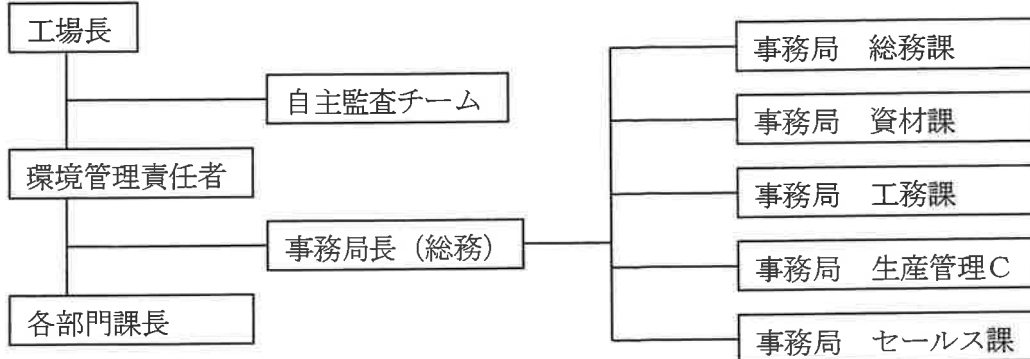 工場長
自主監査チーム
環境管理責任者
事務局長（総務）
各部門課長
事務局　総務課
事務局　資材課
事務局　工務課
事務局　生産管理C
事務局　セールス課